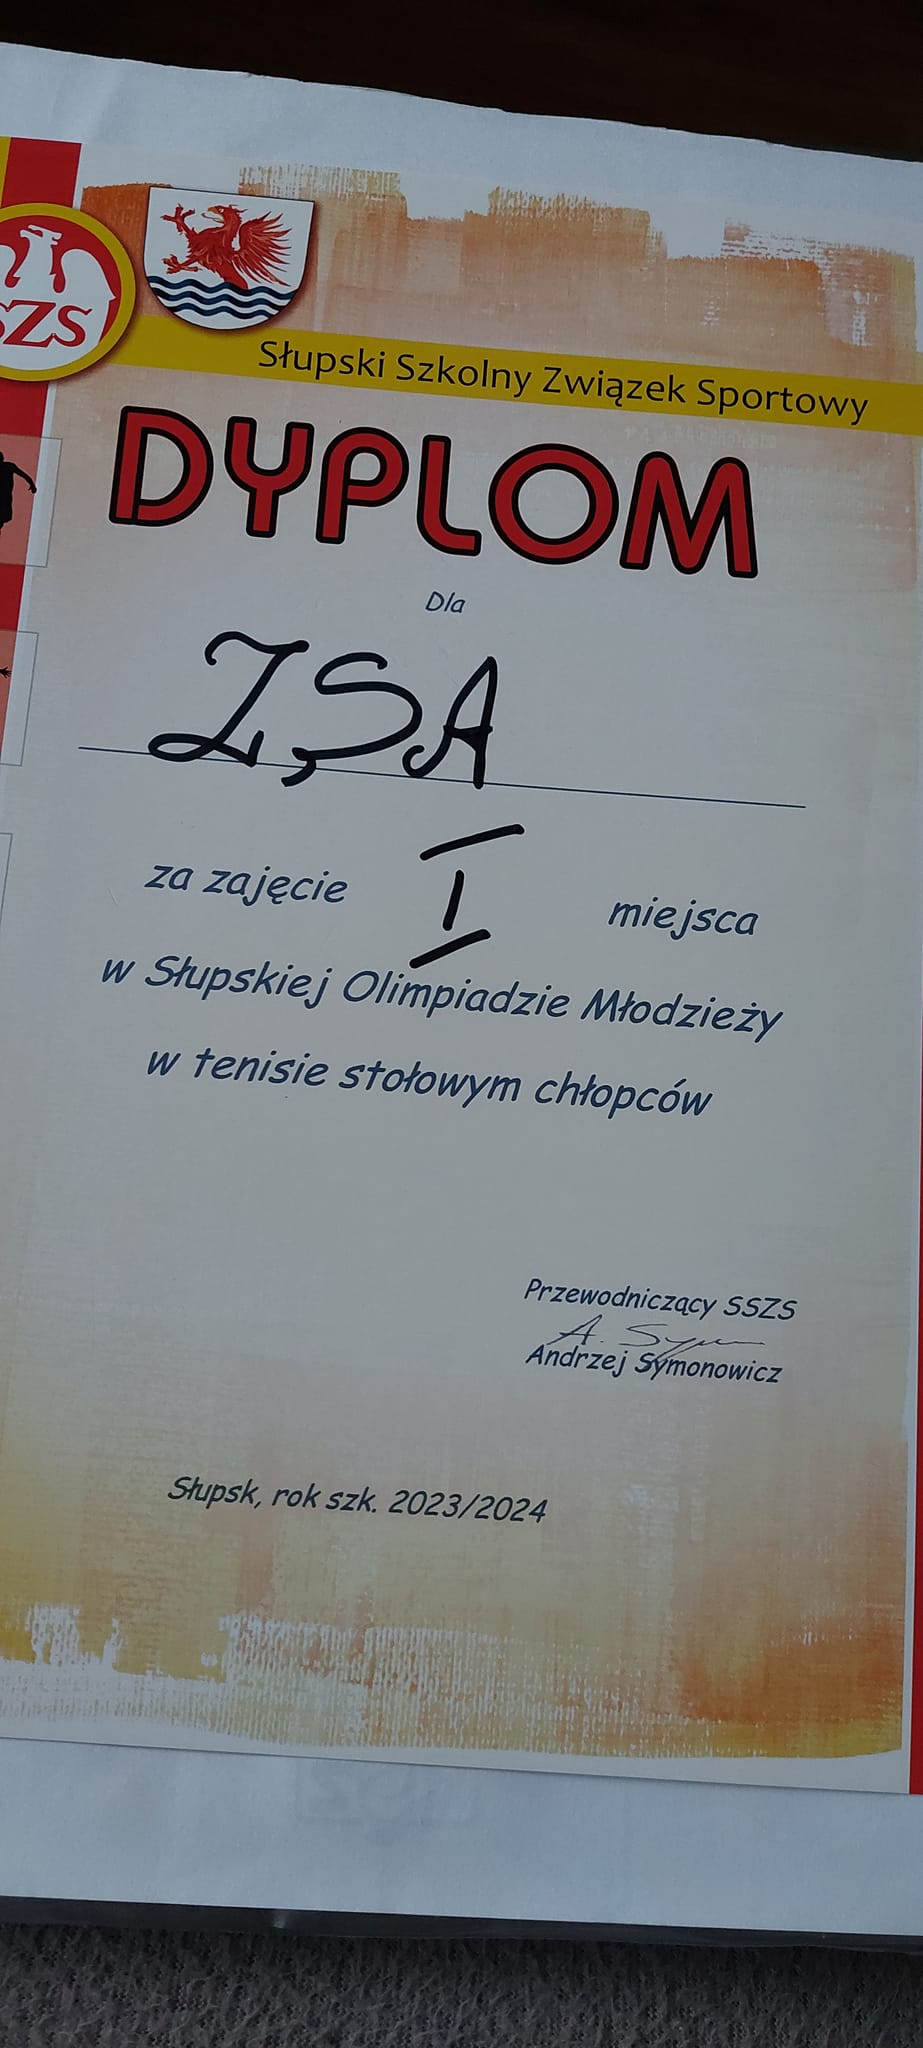 SZS
Słupski Szkolny Związek Sportowy
DYPLOM
Dla
ZSA
za zajęcie I miejsca
w Słupskiej Olimpiadzie Młodzieży
w tenisie stołowym chłopców
Przewodniczący SSZS
A. Sym
Andrzej Symonowicz
Słupsk, rok szk. 2023/2024